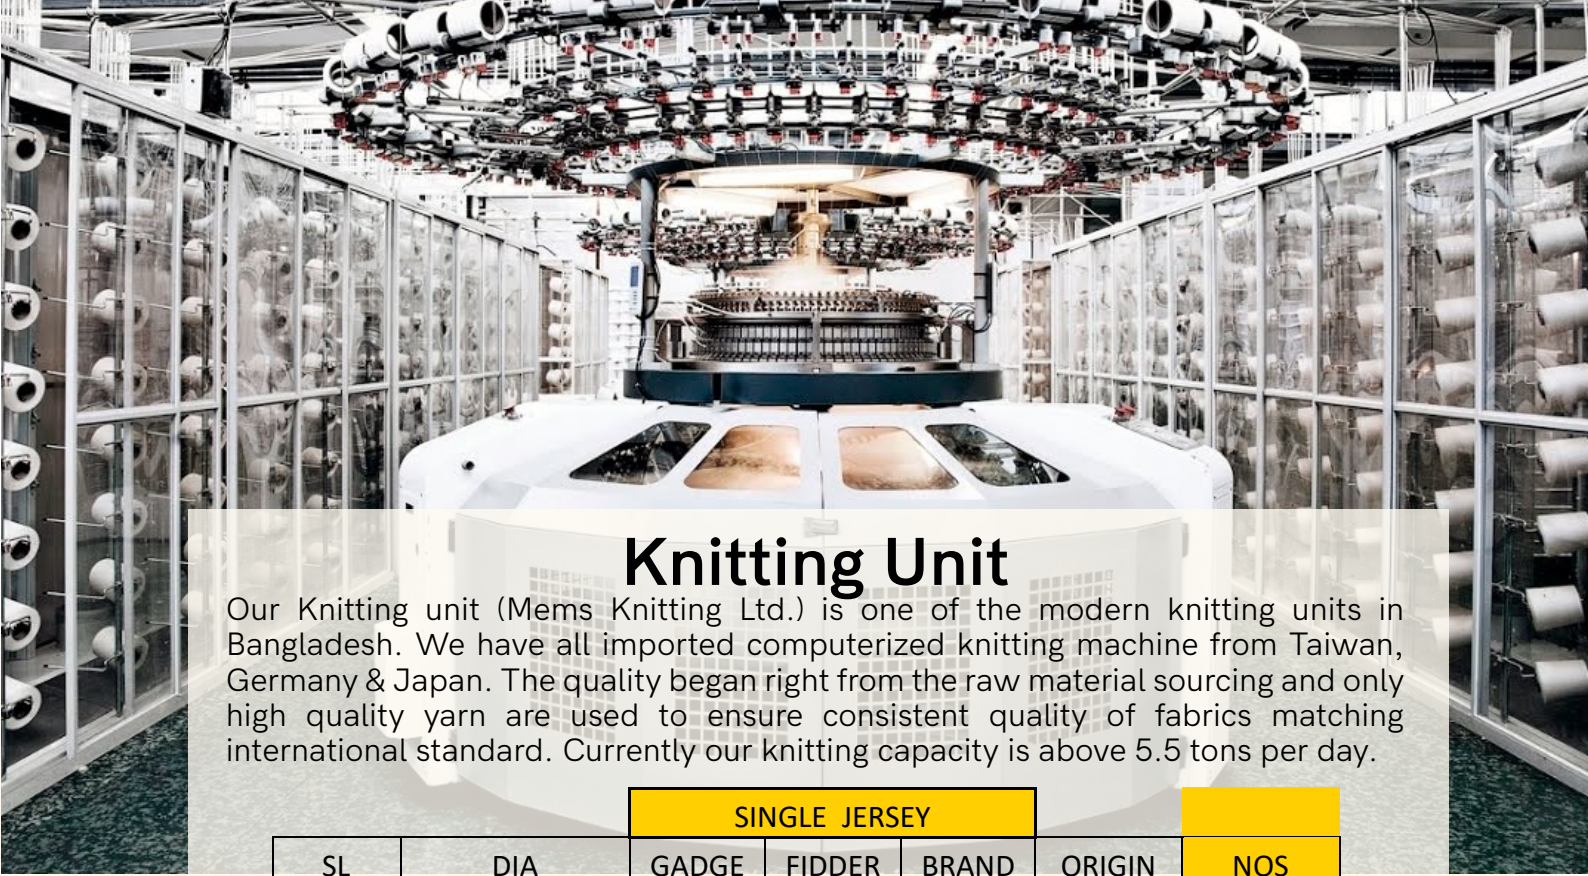 Knitting Unit
Our Knitting unit (Mems Knitting Ltd.) is one of the modern knitting units in
Bangladesh. We have all imported computerized knitting machine from Taiwan,
Germany & Japan. The quality began right from the raw material sourcing and only
high quality yarn are used to ensure consistent quality of fabrics matching
international standard. Currently our knitting capacity is above 5.5 tons per day.
SINGLE JERSEY
SL DIA GADGE FIDDER BRAND ORIGIN NOS